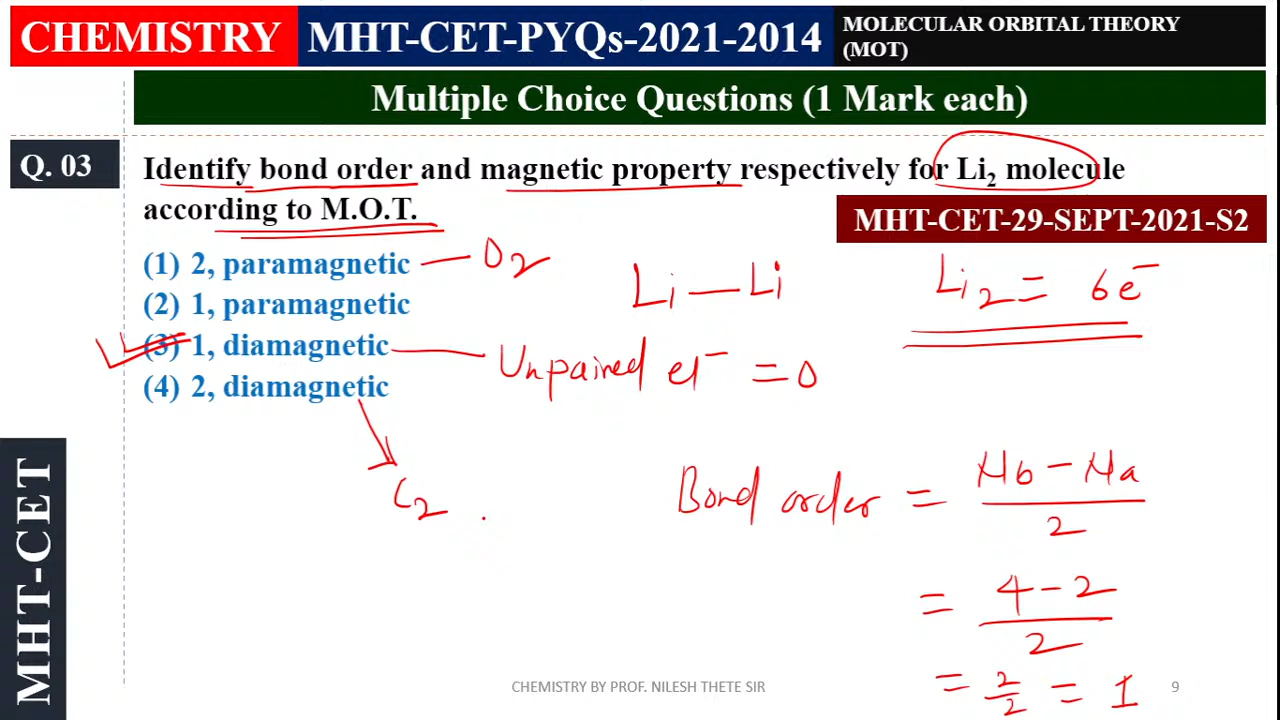 CHEMISTRY MHT-CET-PYQs-2021-2014 MOLECULAR ORBITAL THEORY
(MOT)
Multiple Choice Questions (1 Mark each)
Q. 03 Identify bond order and magnetic property respectively for Li₂ molecule
according to M.O.T.
MHT-CET-29-SEPT-2021-S2
(1) 2, paramagnetic — O₂
(2) 1, paramagnetic
(3) 1, diamagnetic — Unpaired el⁻ = 0
(4) 2, diamagnetic
C₂
Li — Li
Li₂ = 6e⁻
Bond order = Nb - Na / 2
= 4 - 2 / 2
= 2/2 = 1
MHT-CET
CHEMISTRY BY PROF. NILESH THETE SIR
9